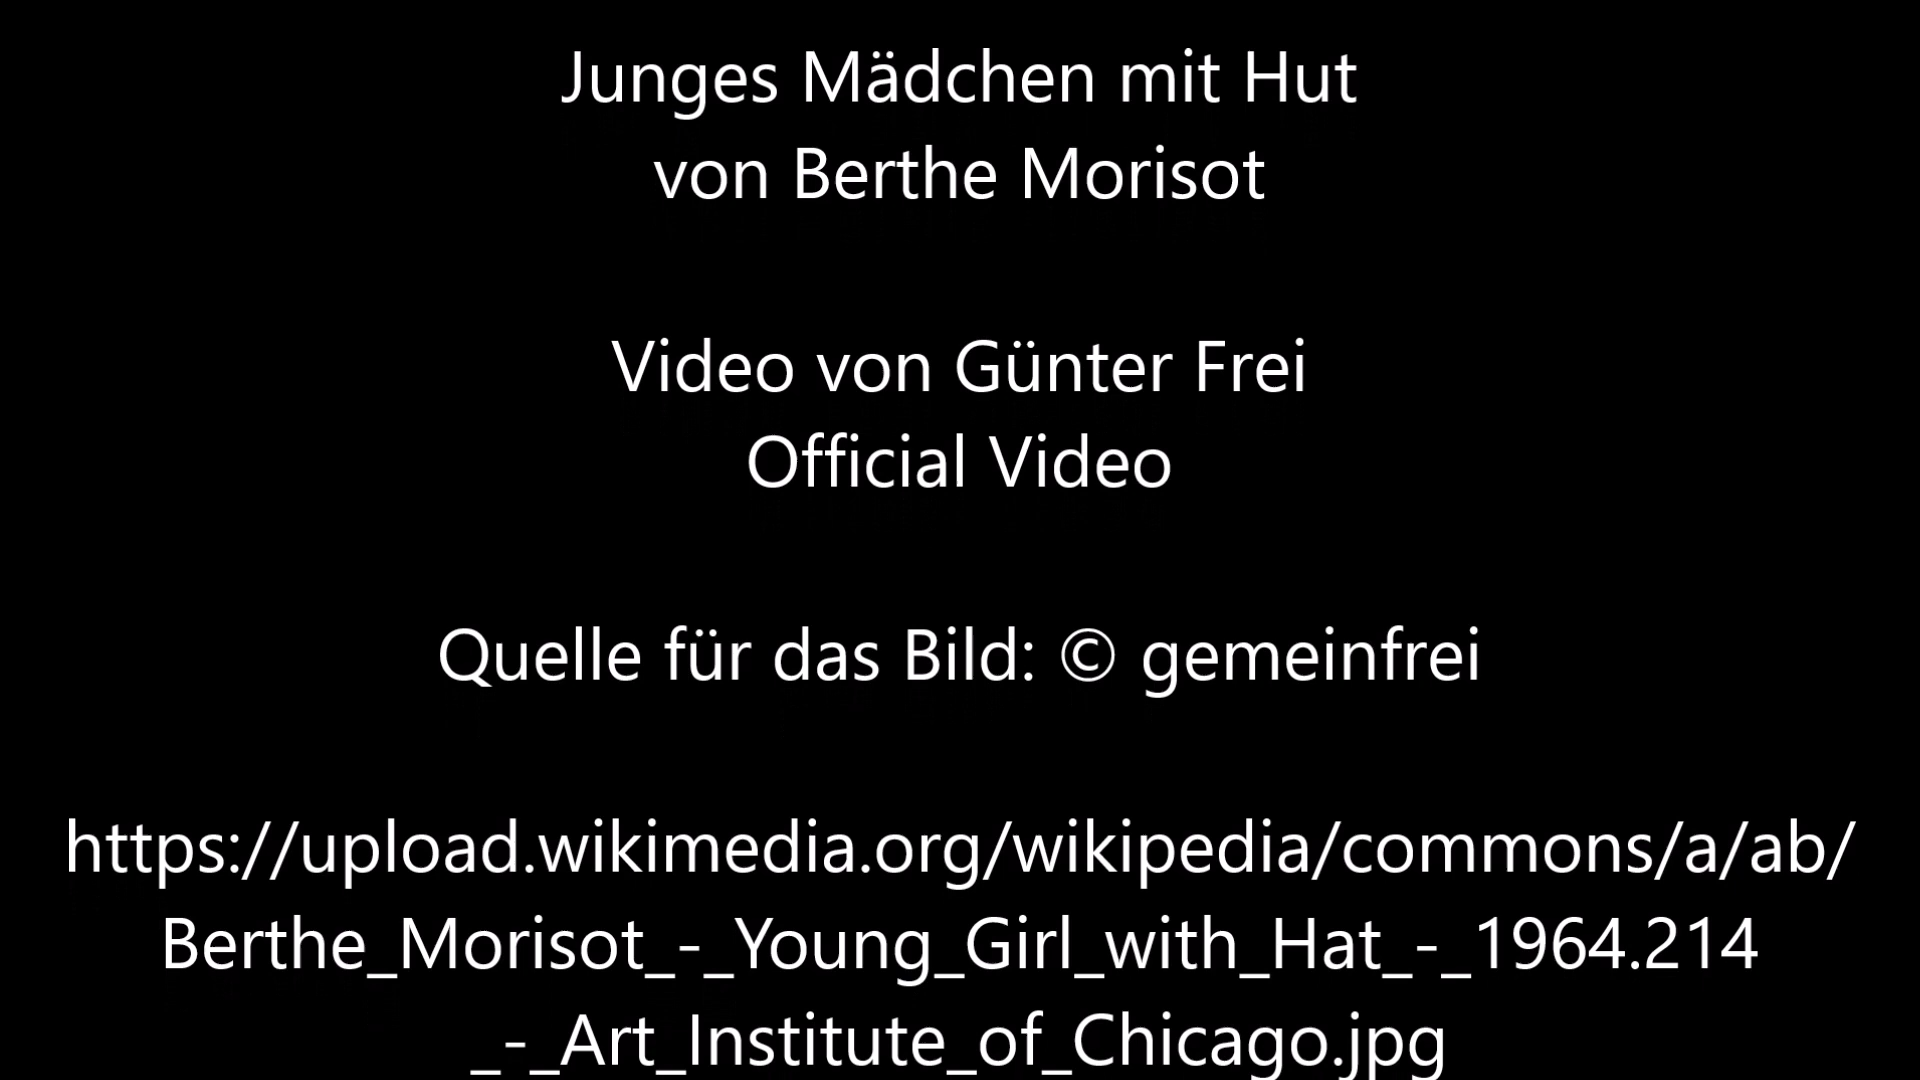 Junges Mädchen mit Hut
von Berthe Morisot
Video von Günter Frei
Official Video
Quelle für das Bild: © gemeinfrei
https://upload.wikimedia.org/wikipedia/commons/a/ab/
Berthe_Morisot_-_Young_Girl_with_Hat_-_1964.214
_-_Art_Institute_of_Chicago.jpg